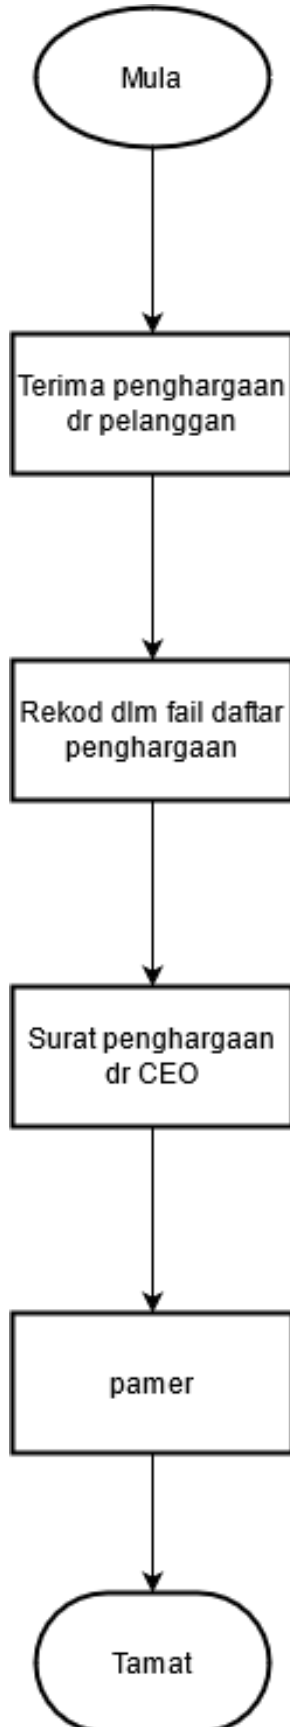 Mula
Terima penghargaan
dr pelanggan
Rekod dlm fail daftar
penghargaan
Surat penghargaan
dr CEO
pamer
Tamat